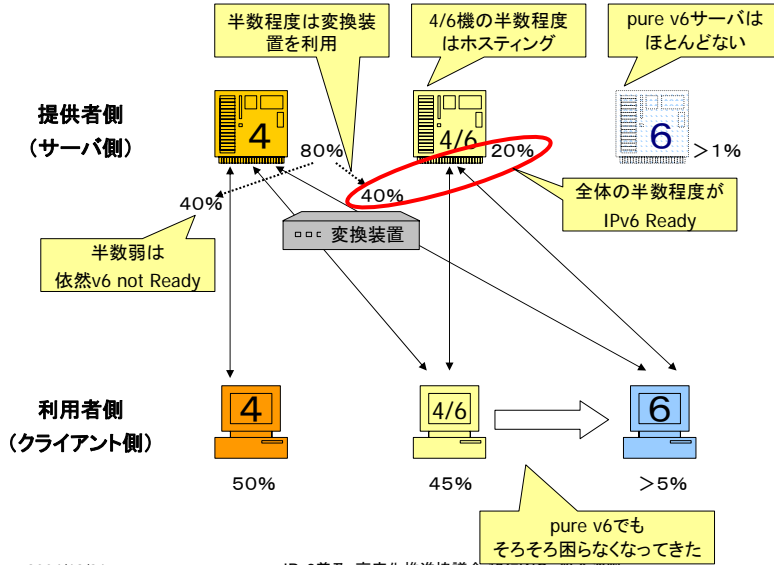 半数程度は変換装
置を利用
4/6機の半数程度
はホスティング
pure v6サーバは
ほとんどない
提供者側
（サーバ側）
4
4/6
6
80%
20%
＞1%
40%
40%
全体の半数程度が
IPv6 Ready
変換装置
半数弱は
依然v6 not Ready
利用者側
（クライアント側）
4
4/6
6
50%
45%
＞5%
pure v6でも
そろそろ困らなくなってきた